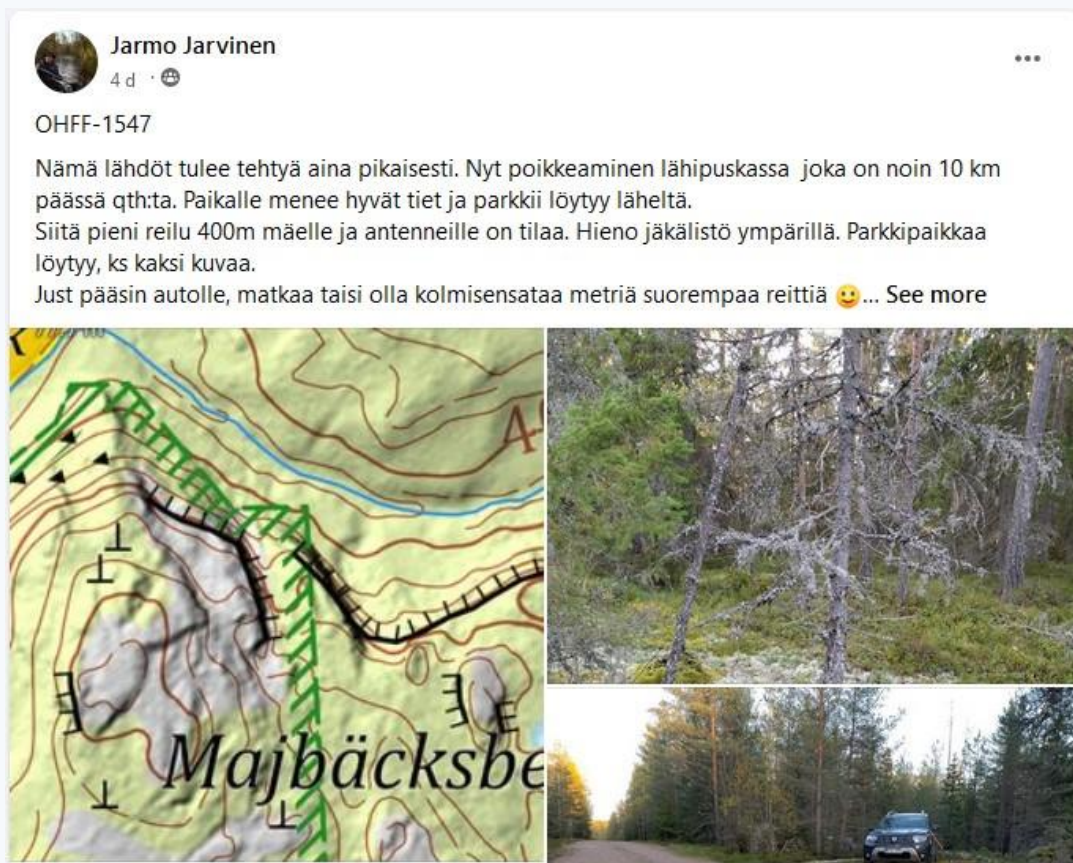 Jarmo Jarvinen
4 d ·
OHFF-1547
Nämä lähdöt tulee tehtyä aina pikaisesti. Nyt poikkeaminen lähipuskassa joka on noin 10 km
päässä qth:ta. Paikalle menee hyvät tiet ja parkkii löytyy läheltä.
Siitä pieni reilu 400m mäelle ja antenneille on tilaa. Hieno jäkälistö ympärillä. Parkkipaikkaa
löytyy, ks kaksi kuvaa.
Just pääsin autolle, matkaa taisi olla kolmisensataa metriä suorempaa reittiä 🙂... See more
Majbäcksbe